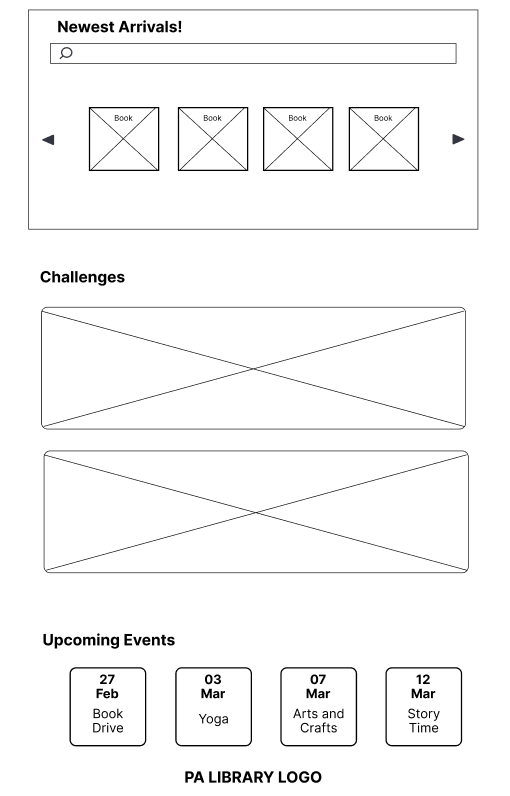 Newest Arrivals!
Book
Book
Book
Book
Challenges
Upcoming Events
27
Feb
Book
Drive
03
Mar
Yoga
07
Mar
Arts and
Crafts
12
Mar
Story
Time
PA LIBRARY LOGO